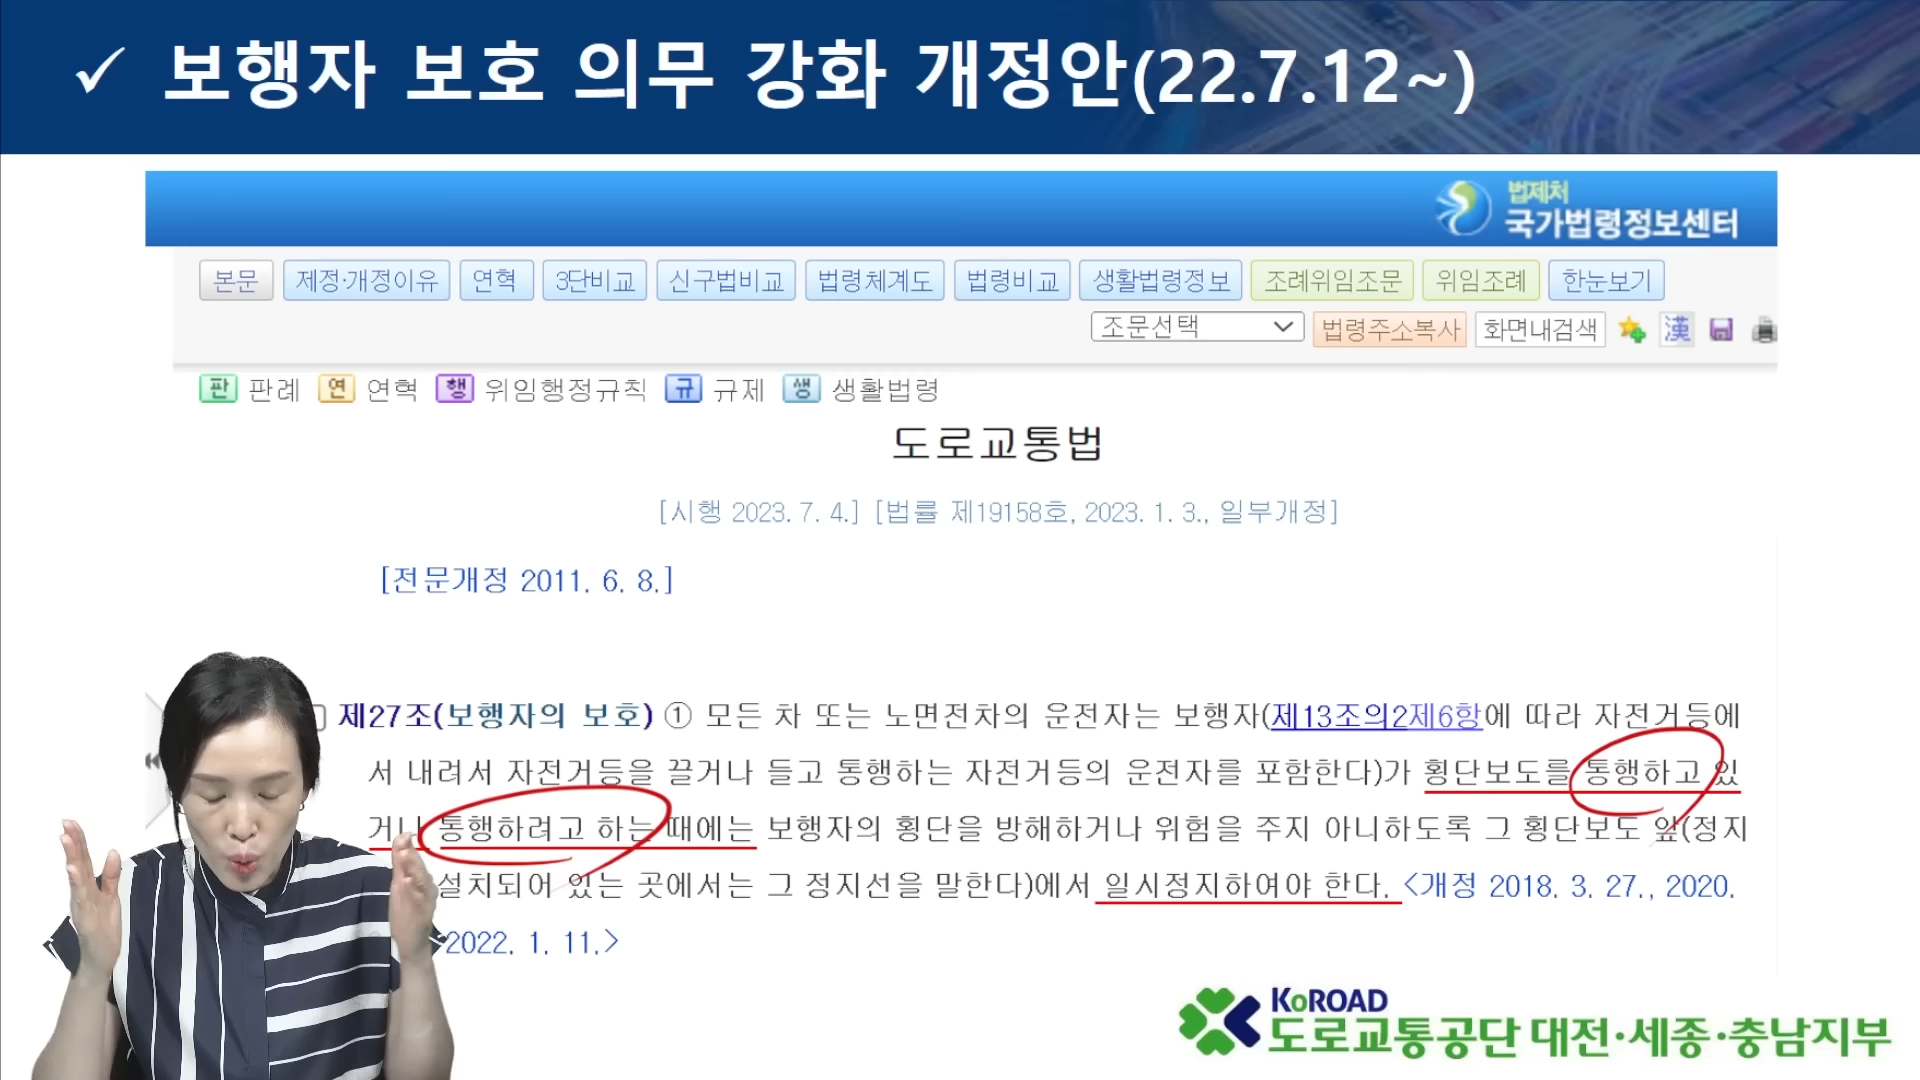 ✓ 보행자 보호 의무 강화 개정안(22.7.12~)
법제처
국가법령정보센터
본문 제정·개정이유 연혁 3단비교 신구법비교 법령체계도 법령비교 생활법령정보 조례위임조문 위임조례 한눈보기
조문선택 법령주소복사 화면내검색 漢
판 판례 연 연혁 행 위임행정규칙 규 규제 생 생활법령
도로교통법
[시행 2023. 7. 4.] [법률 제19158호, 2023. 1. 3., 일부개정]
[전문개정 2011. 6. 8.]
제27조(보행자의 보호) ① 모든 차 또는 노면전차의 운전자는 보행자(제13조의2제6항에 따라 자전거등에
서 내려서 자전거등을 끌거나 들고 통행하는 자전거등의 운전자를 포함한다)가 횡단보도를 통행하고 있
거나 통행하려고 하는 때에는 보행자의 횡단을 방해하거나 위험을 주지 아니하도록 그 횡단보도 앞(정지
설치되어 있는 곳에서는 그 정지선을 말한다)에서 일시정지하여야 한다. <개정 2018. 3. 27., 2020.
2022. 1. 11.>
KoROAD
도로교통공단 대전·세종·충남지부